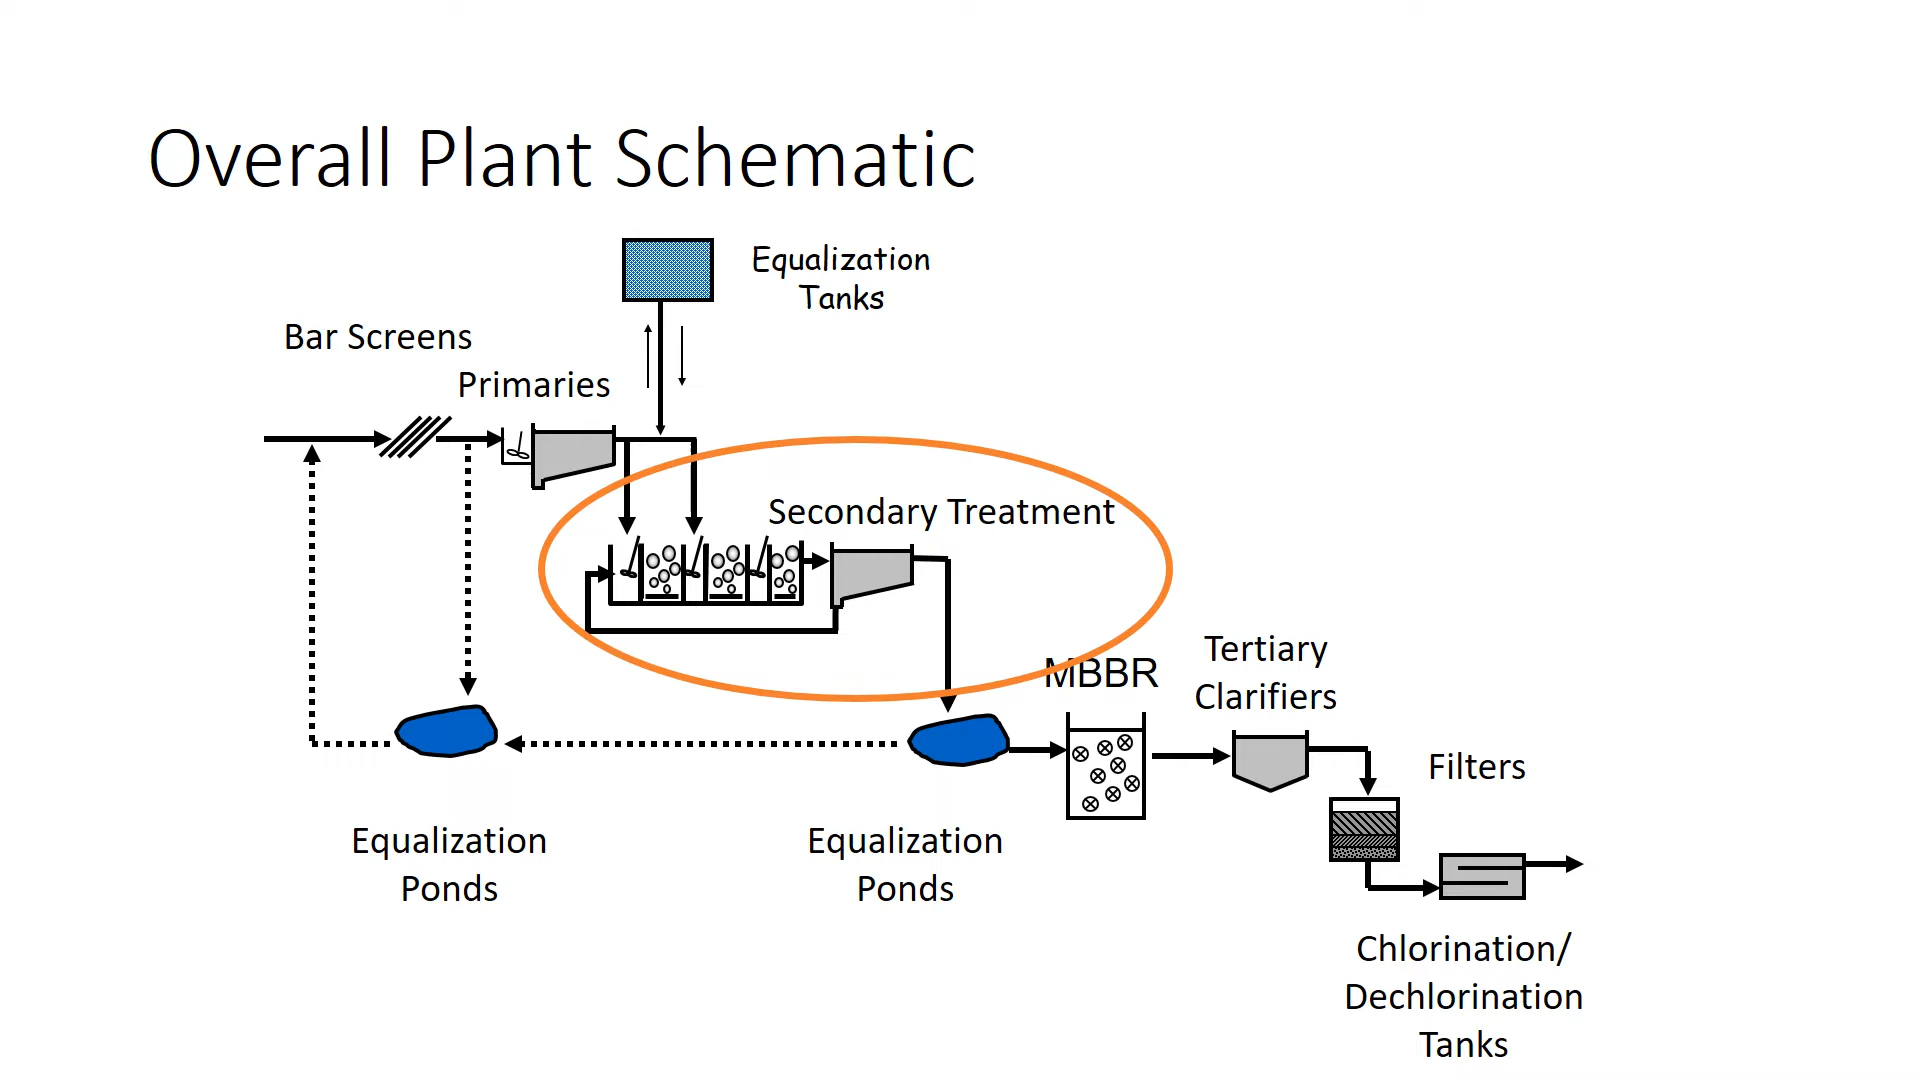 Overall Plant Schematic
Equalization
Tanks
Bar Screens
Primaries
Secondary Treatment
MBBR
Tertiary
Clarifiers
Filters
Equalization
Ponds
Equalization
Ponds
Chlorination/
Dechlorination
Tanks